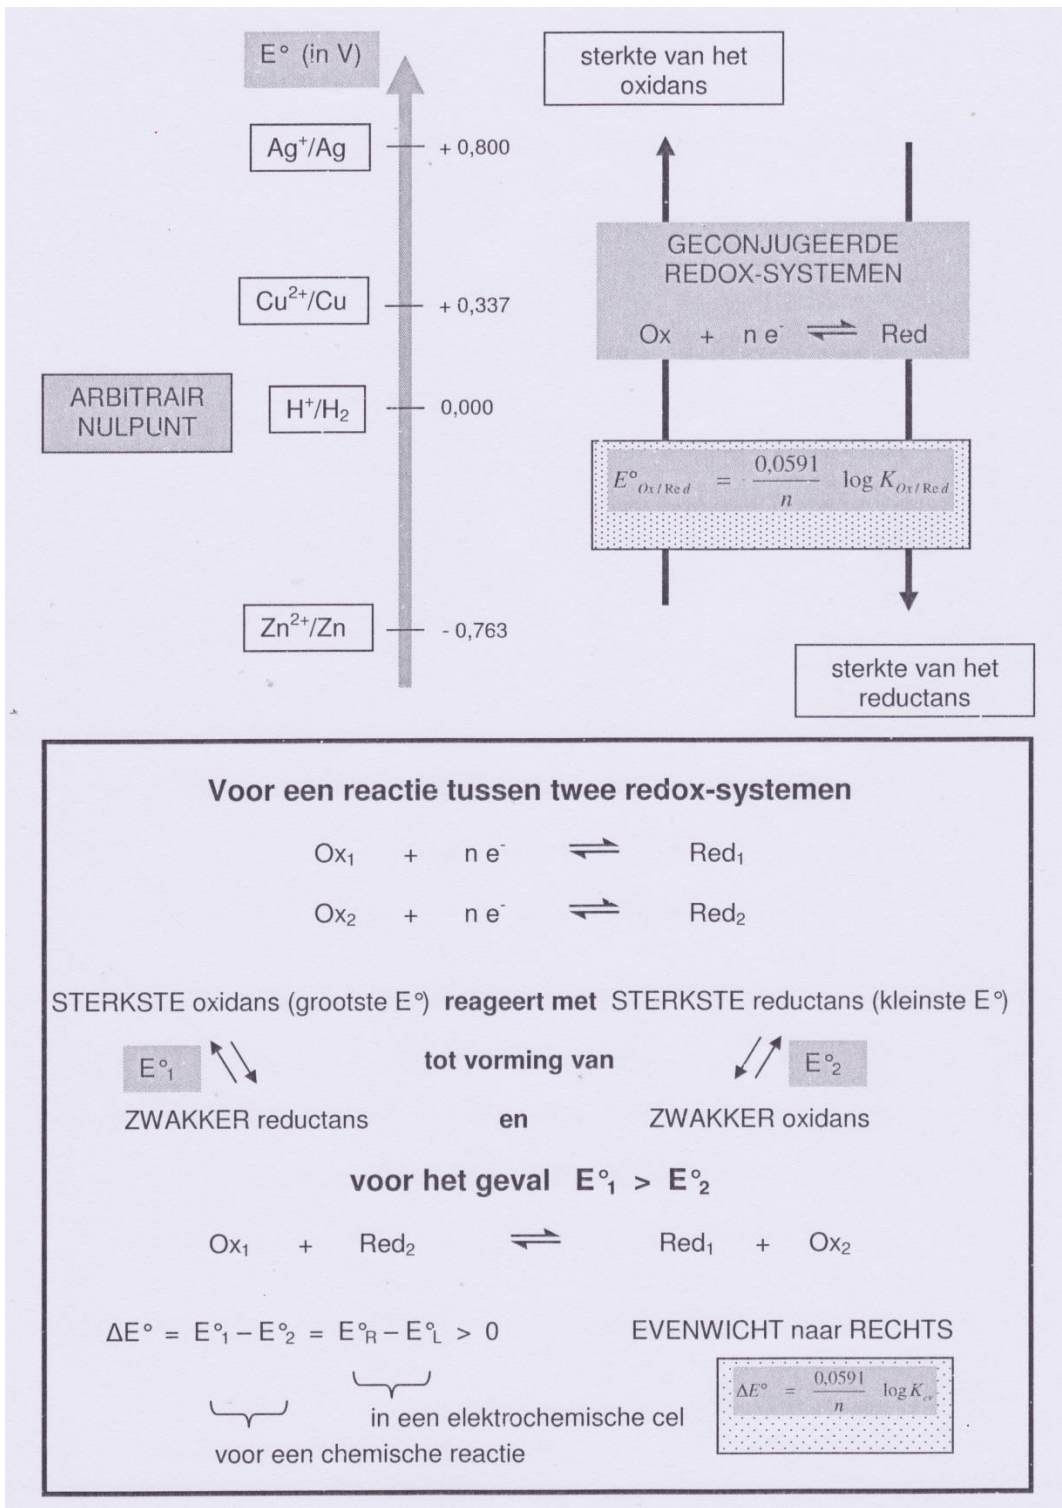 E° (in V)
sterkte van het
oxidans
Ag⁺/Ag
+ 0,800
GECONJUGEERDE
REDOX-SYSTEMEN
Cu²⁺/Cu
+ 0,337
Ox + n e⁻ ⇌ Red
ARBITRAIR
NULPUNT
H⁺/H₂
0,000
E°Ox/Red = 0,0591/n log KOx/Red
Zn²⁺/Zn
- 0,763
sterkte van het
reductans
Voor een reactie tussen twee redox-systemen
Ox₁ + n e⁻ ⇌ Red₁
Ox₂ + n e⁻ ⇌ Red₂
STERKSTE oxidans (grootste E°) reageert met STERKSTE reductans (kleinste E°)
E°₁ tot vorming van E°₂
ZWAKKER reductans en ZWAKKER oxidans
voor het geval E°₁ > E°₂
Ox₁ + Red₂ ⇌ Red₁ + Ox₂
ΔE° = E°₁ – E°₂ = E°R – E°L > 0 EVENWICHT naar RECHTS
ΔE° = 0,0591/n log Kev
in een elektrochemische cel
voor een chemische reactie